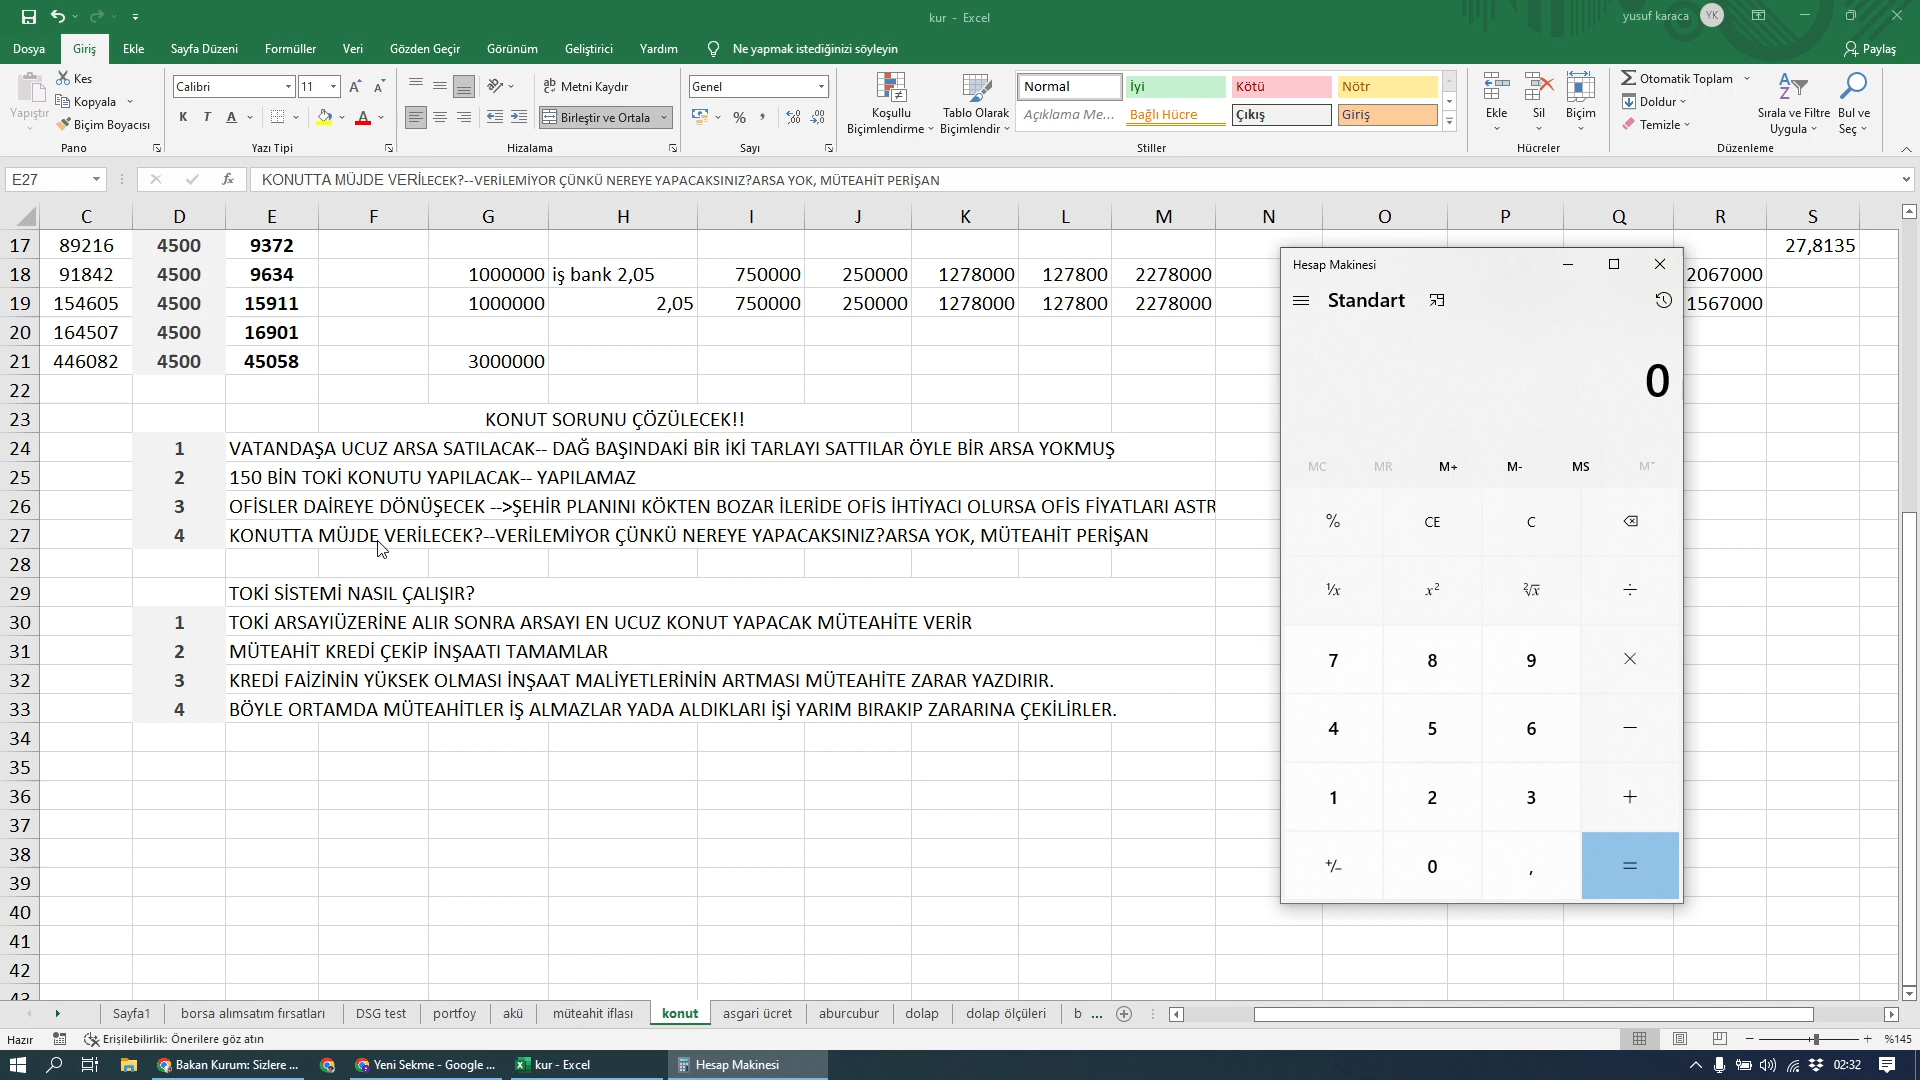 kur - Excel
yusuf karaca YK
Dosya Giriş Ekle Sayfa Düzeni Formüller Veri Gözden Geçir Görünüm Geliştirici Yardım Ne yapmak istediğinizi söyleyin Paylaş
Yapıştır
Kes
Kopyala
Biçim Boyacısı
Pano
Calibri 11
K T A
Yazı Tipi
Metni Kaydır
Birleştir ve Ortala
Hizalama
Genel
Sayı
Koşullu Biçimlendirme
Tablo Olarak Biçimlendir
Normal İyi Kötü Nötr
Açıklama Me... Bağlı Hücre Çıkış Giriş
Stiller
Ekle Sil Biçim
Hücreler
Otomatik Toplam
Doldur
Temizle
Sırala ve Filtre Uygula
Bul ve Seç
Düzenleme
E27 fx KONUTTA MÜJDE VERİLECEK?--VERİLEMİYOR ÇÜNKÜ NEREYE YAPACAKSINIZ?ARSA YOK, MÜTEAHİT PERİŞAN
C D E F G H I J K L M N O P Q R S
17 89216 4500 9372 27,8135
18 91842 4500 9634 1000000 iş bank 2,05 750000 250000 1278000 127800 2278000 2067000
19 154605 4500 15911 1000000 2,05 750000 250000 1278000 127800 2278000 1567000
20 164507 4500 16901
21 446082 4500 45058 3000000
22
23 KONUT SORUNU ÇÖZÜLECEK!!
24 1 VATANDAŞA UCUZ ARSA SATILACAK-- DAĞ BAŞINDAKİ BİR İKİ TARLAYI SATTILAR ÖYLE BİR ARSA YOKMUŞ
25 2 150 BİN TOKİ KONUTU YAPILACAK-- YAPILAMAZ
26 3 OFİSLER DAİREYE DÖNÜŞECEK -->ŞEHİR PLANINI KÖKTEN BOZAR İLERİDE OFİS İHTİYACI OLURSA OFİS FİYATLARI ASTR
27 4 KONUTTA MÜJDE VERİLECEK?--VERİLEMİYOR ÇÜNKÜ NEREYE YAPACAKSINIZ?ARSA YOK, MÜTEAHİT PERİŞAN
28
29 TOKİ SİSTEMİ NASIL ÇALIŞIR?
30 1 TOKİ ARSAYIÜZERİNE ALIR SONRA ARSAYI EN UCUZ KONUT YAPACAK MÜTEAHİTE VERİR
31 2 MÜTEAHİT KREDİ ÇEKİP İNŞAATI TAMAMLAR
32 3 KREDİ FAİZİNİN YÜKSEK OLMASI İNŞAAT MALİYETLERİNİN ARTMASI MÜTEAHİTE ZARAR YAZDIRIR.
33 4 BÖYLE ORTAMDA MÜTEAHİTLER İŞ ALMAZLAR YADA ALDIKLARI İŞİ YARIM BIRAKIP ZARARINA ÇEKİLİRLER.
34
35
36
37
38
39
40
41
42
43
Hesap Makinesi
Standart
0
MC MR M+ M- MS M˅
% CE C
⅟x x² ²√x ÷
7 8 9 ×
4 5 6 −
1 2 3 +
+/− 0 , =
Sayfa1 borsa alımsatım fırsatları DSG test portfoy akü müteahit iflası konut asgari ücret aburcubur dolap dolap ölçüleri b ...
Hazır Erişilebilirlik: Önerilere göz atın %145
Bakan Kurum: Sizlere ... Yeni Sekme - Google ... kur - Excel Hesap Makinesi 02:32